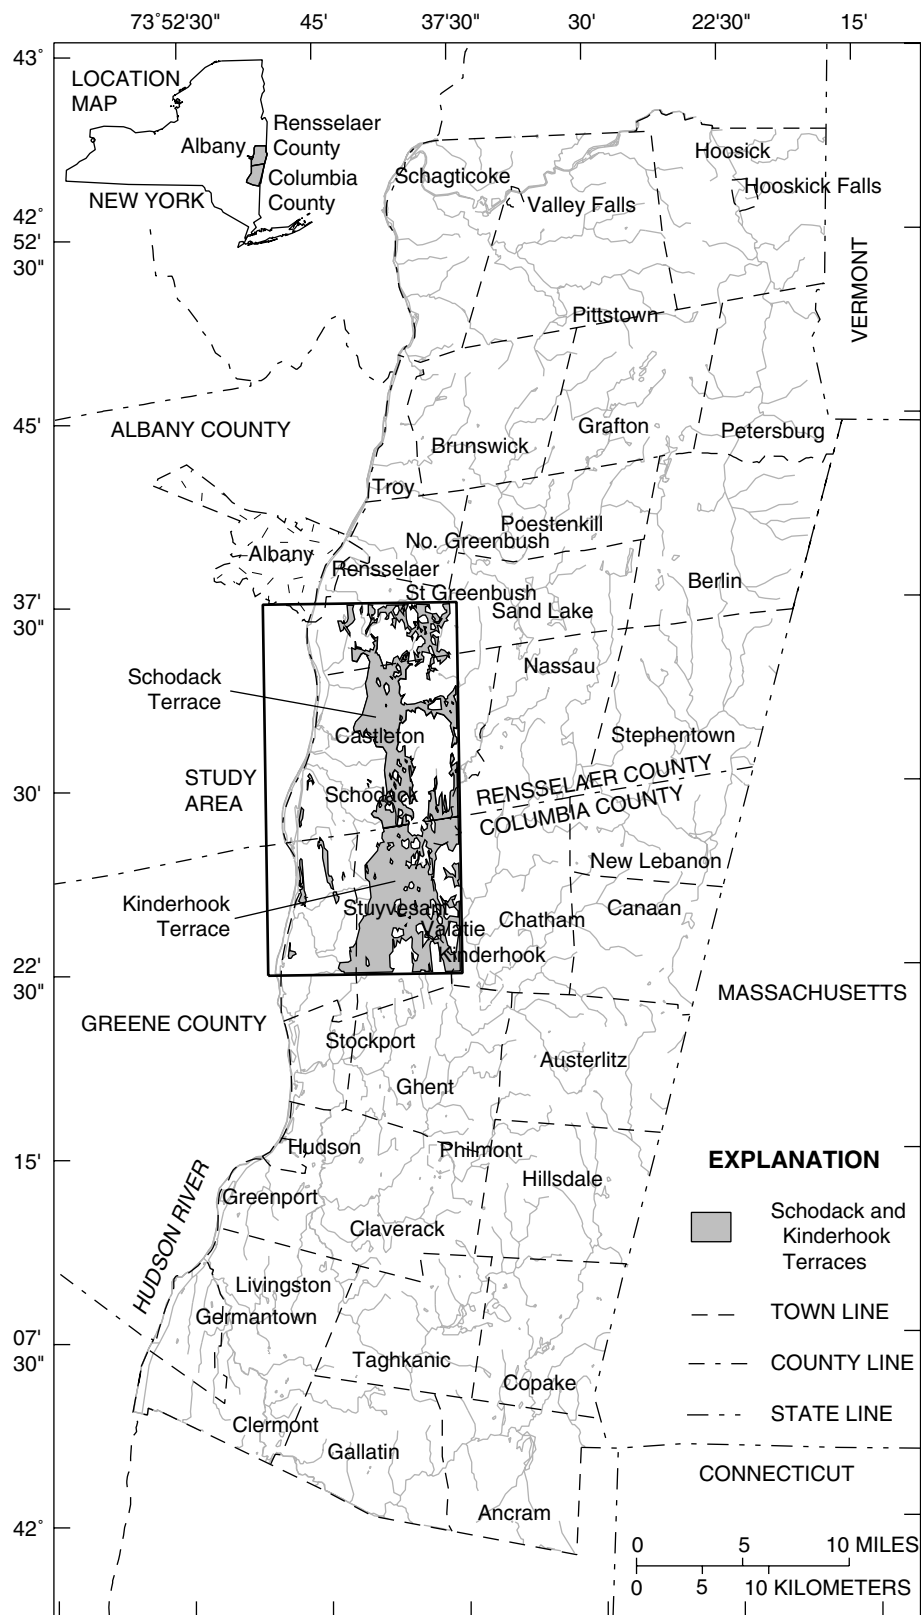 73˚52'30" 45' 37'30" 30' 22'30" 15'
43˚
LOCATION
MAP
Rensselaer
County
Albany
Columbia
County
NEW YORK
Schagticoke
Valley Falls
Hoosick
Hooskick Falls
42˚
52'
30"
VERMONT
Pittstown
45'
ALBANY COUNTY
Brunswick
Grafton
Petersburg
Troy
Poestenkill
No. Greenbush
Albany
Rensselaer
Berlin
St Greenbush
Sand Lake
37'
30"
Nassau
Schodack
Terrace
Castleton
Stephentown
STUDY
AREA
30'
Schodack
RENSSELAER COUNTY
COLUMBIA COUNTY
New Lebanon
Kinderhook
Terrace
Stuyvesant
Valatie
Kinderhook
Chatham
Canaan
22'
30"
MASSACHUSETTS
GREENE COUNTY
Stockport
Ghent
Austerlitz
Hudson
Philmont
15'
Hillsdale
Greenport
Claverack
HUDSON RIVER
Livingston
Germantown
07'
30"
Taghkanic
Copake
Clermont
Gallatin
Ancram
42˚
EXPLANATION
Schodack and
Kinderhook
Terraces
TOWN LINE
COUNTY LINE
STATE LINE
CONNECTICUT
0 5 10 MILES
0 5 10 KILOMETERS